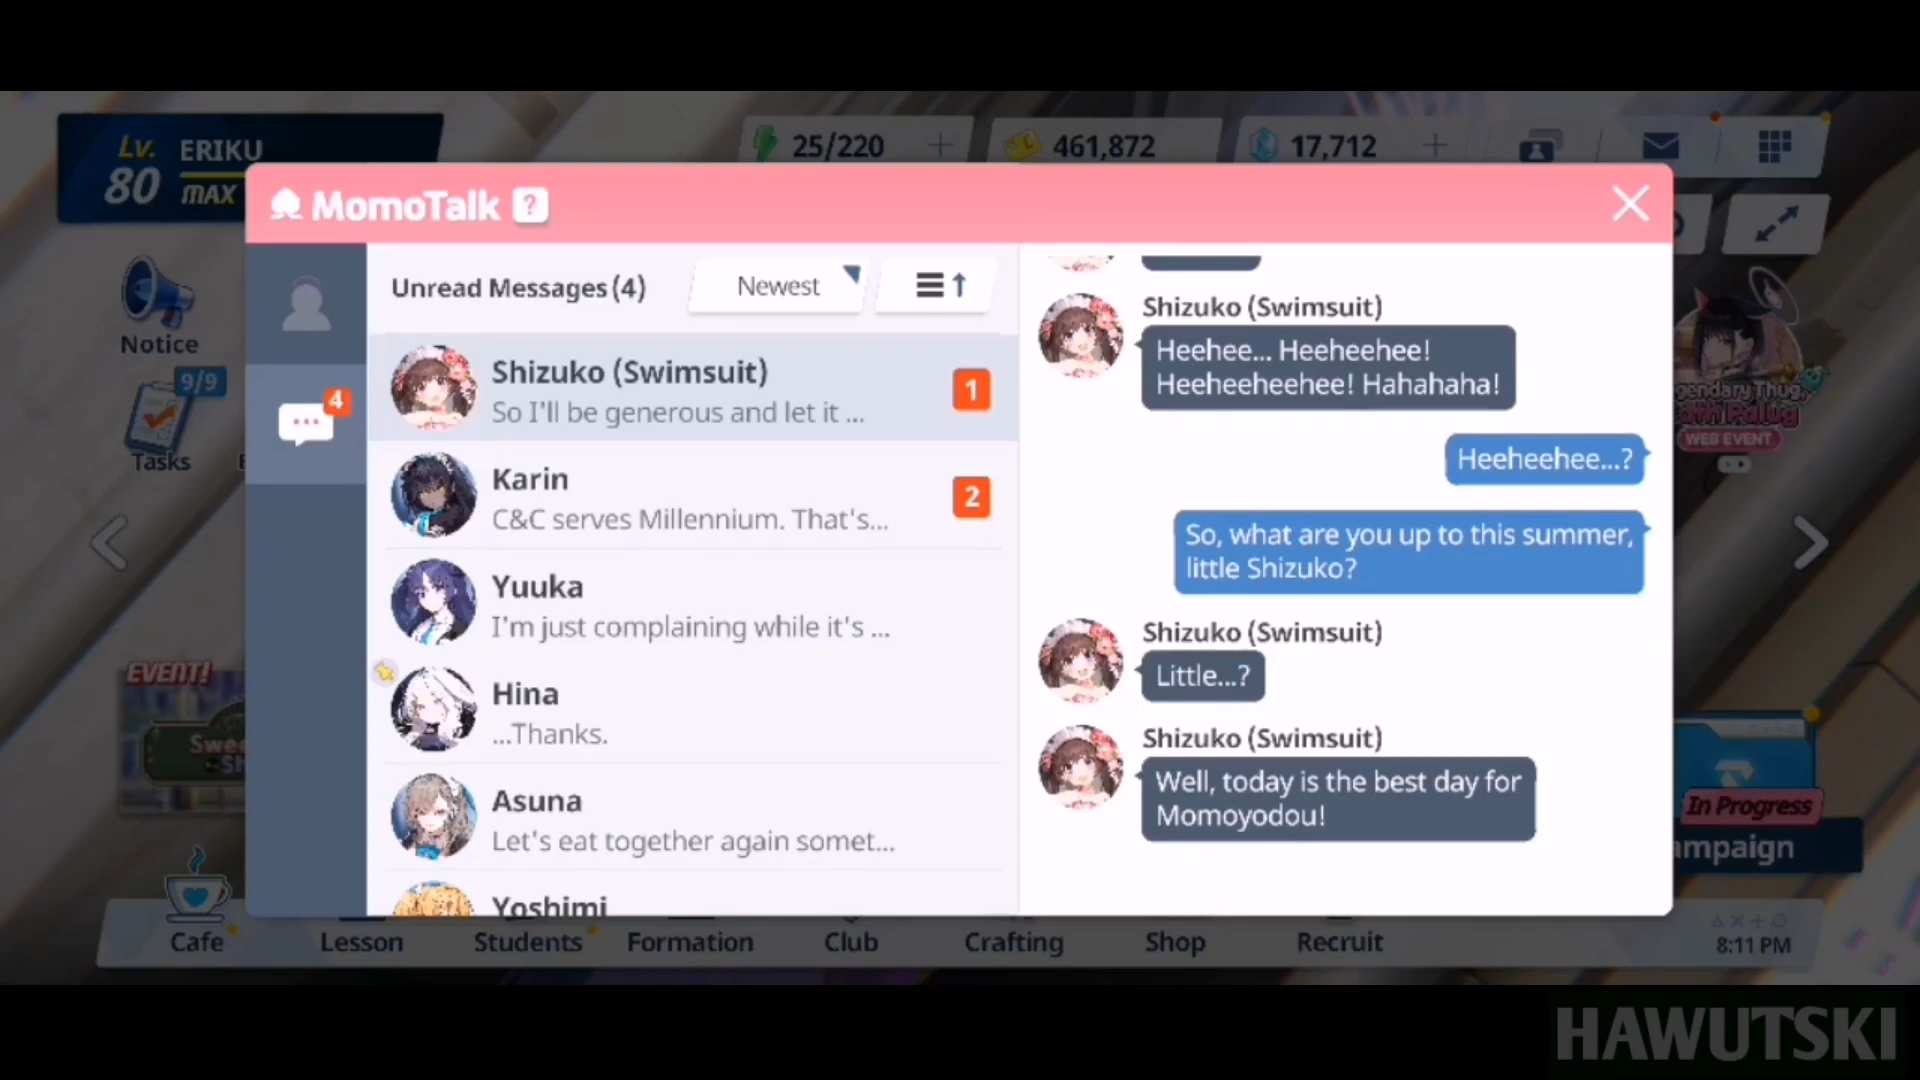 Lv. ERIKU
80 MAX
25/220
461,872
17,712
MomoTalk ?
Notice
9/9
Tasks
EVENT!
4
Unread Messages (4)
Newest
Shizuko (Swimsuit)
So I'll be generous and let it ...
1
Karin
C&C serves Millennium. That's...
2
Yuuka
I'm just complaining while it's ...
Hina
...Thanks.
Asuna
Let's eat together again somet...
Yoshimi
Shizuko (Swimsuit)
Heehee... Heeheehee!
Heeheeheehee! Hahahaha!
Heeheehee...?
So, what are you up to this summer,
little Shizuko?
Shizuko (Swimsuit)
Little...?
Shizuko (Swimsuit)
Well, today is the best day for
Momoyodou!
Thug,
Palug
WEB EVENT
In Progress
ampaign
Cafe
Lesson
Students
Formation
Club
Crafting
Shop
Recruit
8:11 PM
HAWUTSKI